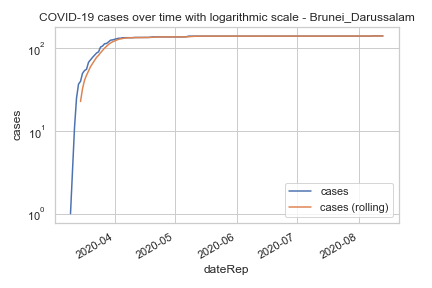 COVID-19 cases over time with logarithmic scale - Brunei_Darussalam
10²
10¹
10⁰
cases
2020-04
2020-05
2020-06
2020-07
2020-08
dateRep
cases
cases (rolling)